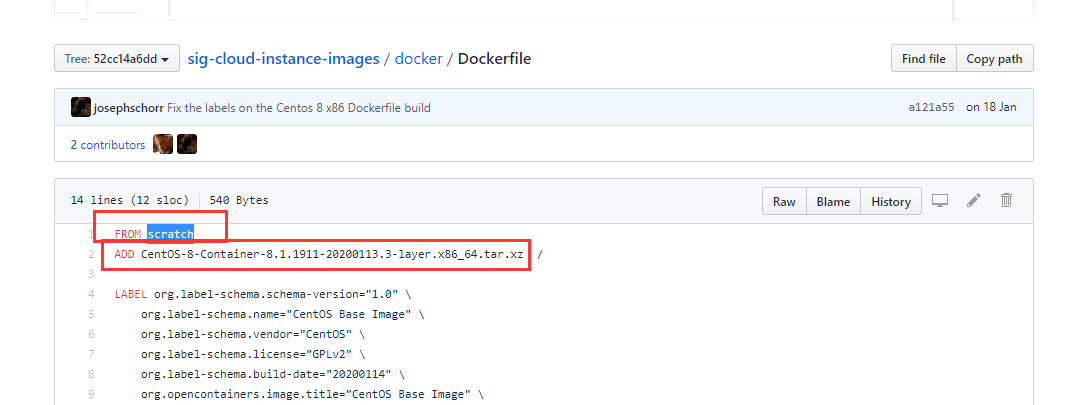 Tree: 52cc14a6dd sig-cloud-instance-images / docker / Dockerfile Find file Copy path
josephschorr Fix the labels on the Centos 8 x86 Dockerfile build a121a55 on 18 Jan
2 contributors
14 lines (12 sloc) 540 Bytes Raw Blame History
1 FROM scratch
2 ADD CentOS-8-Container-8.1.1911-20200113.3-layer.x86_64.tar.xz /
3
4 LABEL org.label-schema.schema-version="1.0" \
5 org.label-schema.name="CentOS Base Image" \
6 org.label-schema.vendor="CentOS" \
7 org.label-schema.license="GPLv2" \
8 org.label-schema.build-date="20200114" \
9 org.opencontainers.image.title="CentOS Base Image" \